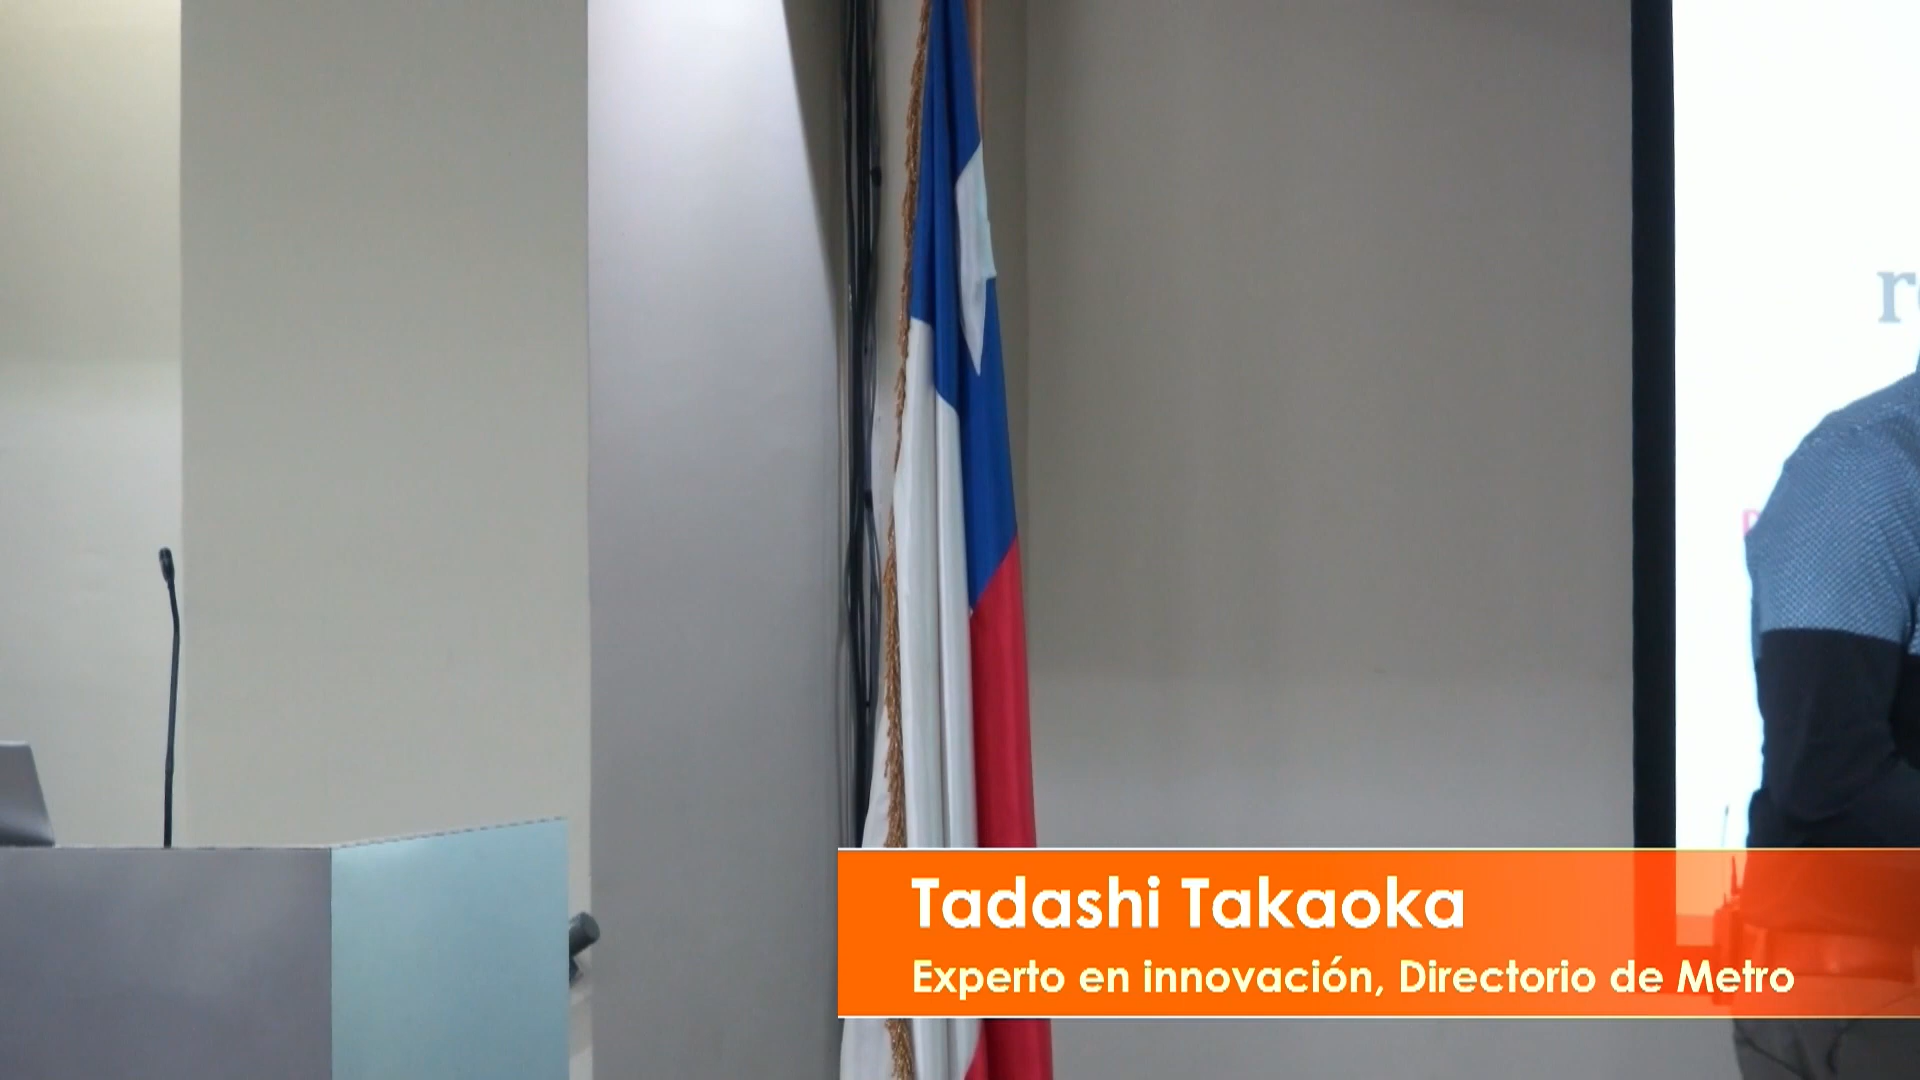 Tadashi Takaoka
Experto en innovación, Directorio de Metro